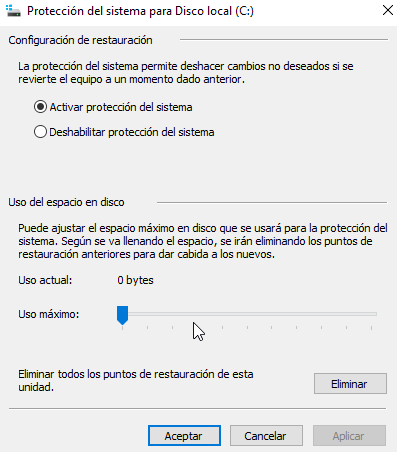 Protección del sistema para Disco local (C:)
Configuración de restauración
La protección del sistema permite deshacer cambios no deseados si se
revierte el equipo a un momento dado anterior.
Activar protección del sistema
Deshabilitar protección del sistema
Uso del espacio en disco
Puede ajustar el espacio máximo en disco que se usará para la protección del
sistema. Según se va llenando el espacio, se irán eliminando los puntos de
restauración anteriores para dar cabida a los nuevos.
Uso actual: 0 bytes
Uso máximo:
Eliminar todos los puntos de restauración de esta
unidad.
Eliminar
Aceptar Cancelar Aplicar